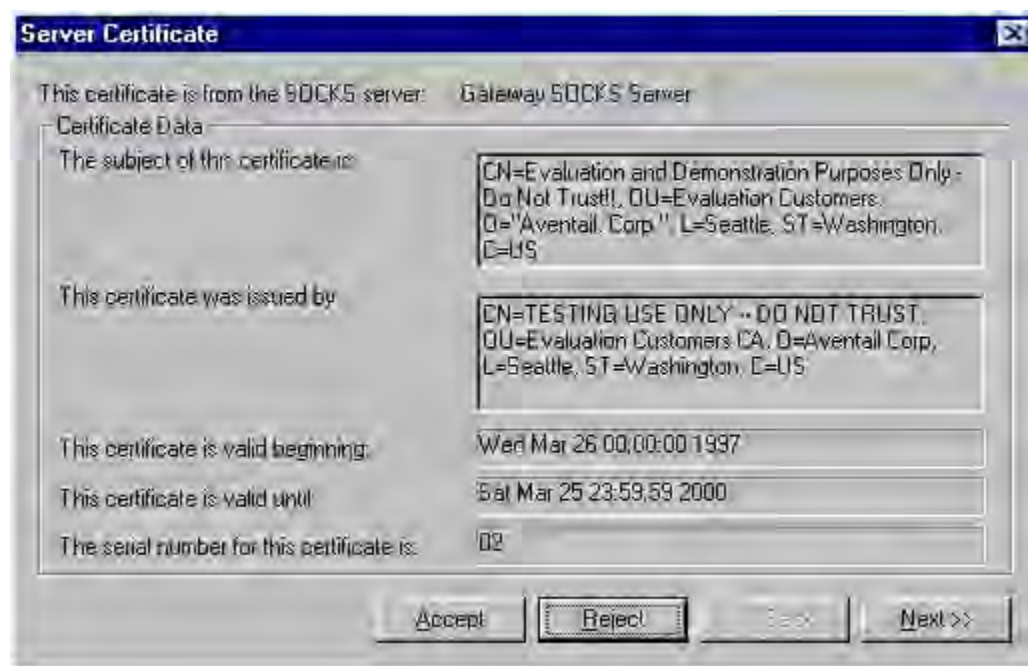 Server Certificate
This certificate is from the SOCKS server: Gateway SOCKS Server
Certificate Data
The subject of this certificate is:
CN=Evaluation and Demonstration Purposes Only -
Do Not Trust!!, OU=Evaluation Customers,
O="Aventail, Corp.", L=Seattle, ST=Washington,
C=US
This certificate was issued by
CN=TESTING USE ONLY -- DO NOT TRUST,
OU=Evaluation Customers CA, O=Aventail Corp,
L=Seattle, ST=Washington, C=US
This certificate is valid beginning: Wed Mar 26 00:00:00 1997
This certificate is valid until Sat Mar 25 23:59:59 2000
The serial number for this certificate is: 02
Accept Reject Next >>